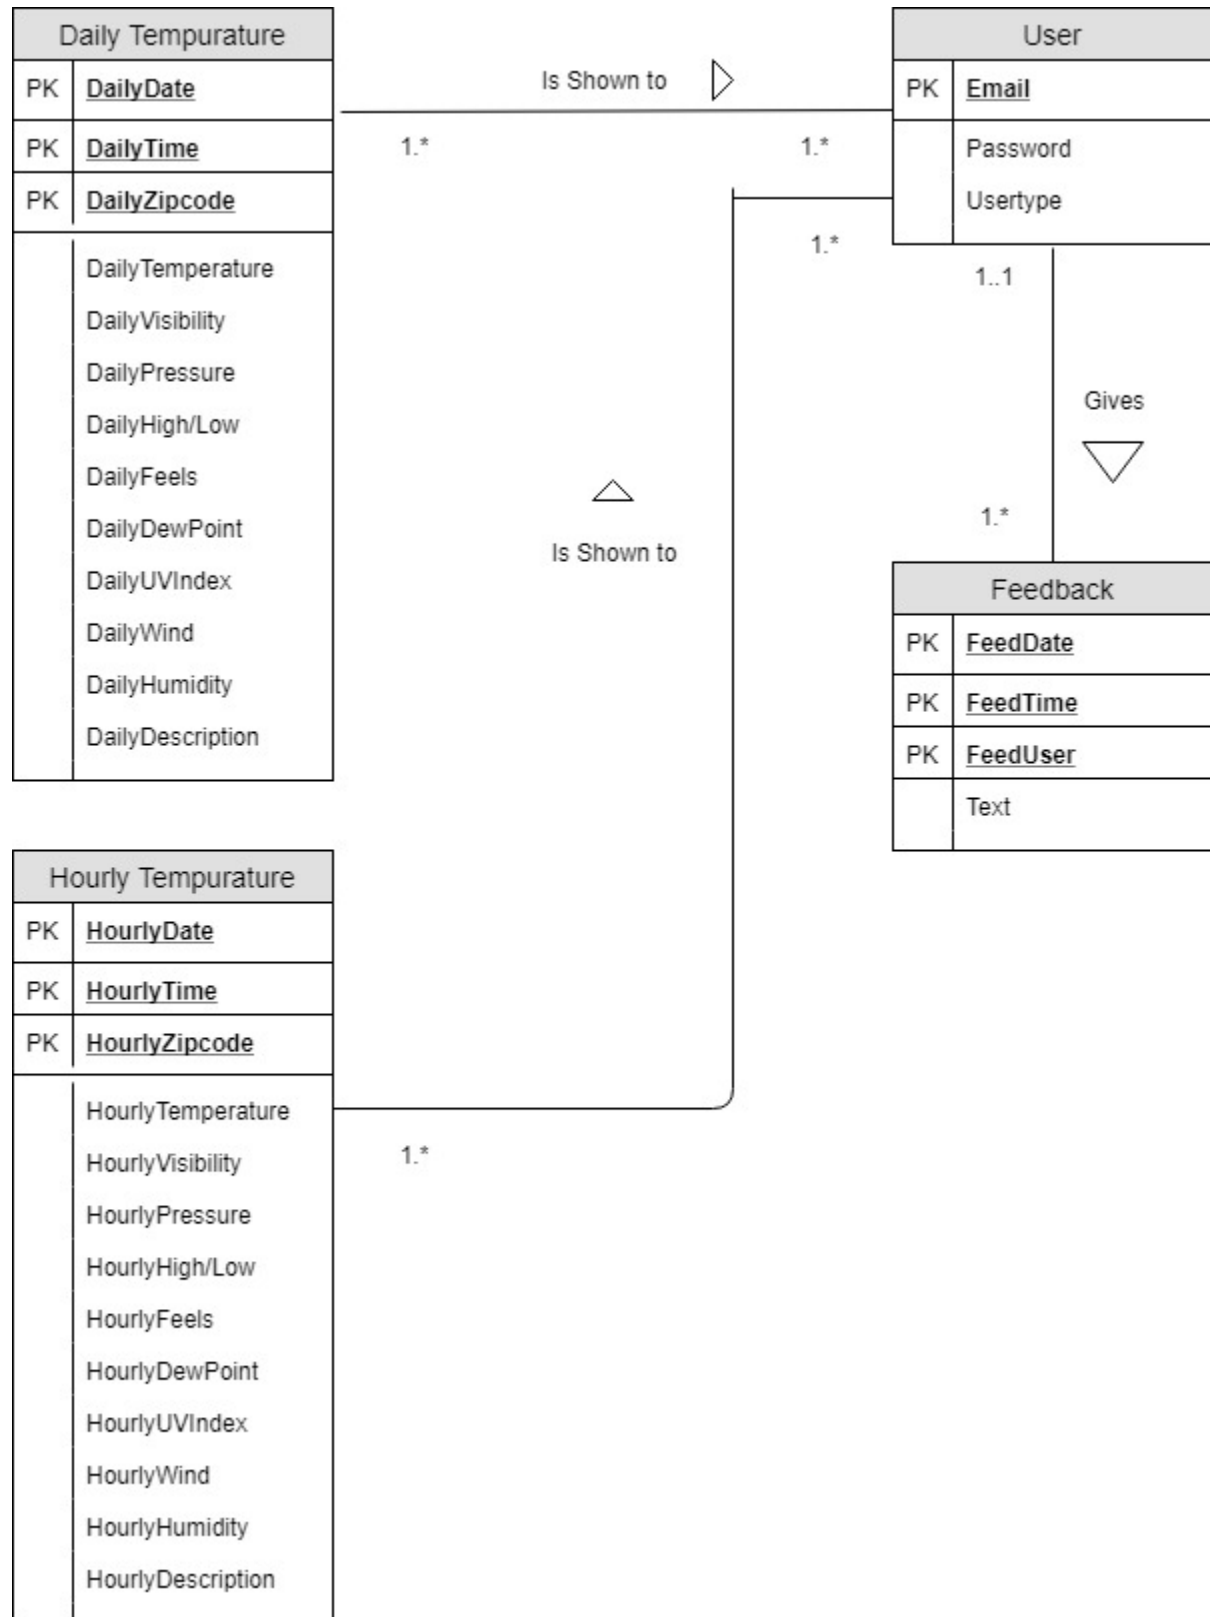 Daily Tempurature
PK DailyDate
PK DailyTime
PK DailyZipcode
DailyTemperature
DailyVisibility
DailyPressure
DailyHigh/Low
DailyFeels
DailyDewPoint
DailyUVIndex
DailyWind
DailyHumidity
DailyDescription
Is Shown to
1.*
1.*
User
PK Email
Password
Usertype
1.*
1..1
Gives
1.*
Is Shown to
Feedback
PK FeedDate
PK FeedTime
PK FeedUser
Text
Hourly Tempurature
PK HourlyDate
PK HourlyTime
PK HourlyZipcode
HourlyTemperature
HourlyVisibility
HourlyPressure
HourlyHigh/Low
HourlyFeels
HourlyDewPoint
HourlyUVIndex
HourlyWind
HourlyHumidity
HourlyDescription
1.*